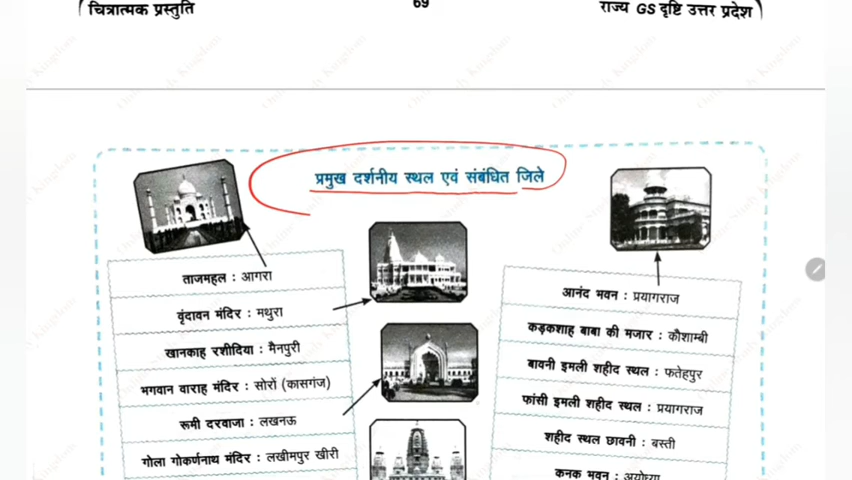 चित्रात्मक प्रस्तुति
69
राज्य GS दृष्टि उत्तर प्रदेश
प्रमुख दर्शनीय स्थल एवं संबंधित जिले
ताजमहल : आगरा
वृंदावन मंदिर : मथुरा
खानकाह रशीदिया : मैनपुरी
भगवान वाराह मंदिर : सोरों (कासगंज)
रूमी दरवाजा : लखनऊ
गोला गोकर्णनाथ मंदिर : लखीमपुर खीरी
आनंद भवन : प्रयागराज
कड़कशाह बाबा की मजार : कौशाम्बी
बावनी इमली शहीद स्थल : फतेहपुर
फांसी इमली शहीद स्थल : प्रयागराज
शहीद स्थल छावनी : बस्ती
कनक भवन : अयोध्या